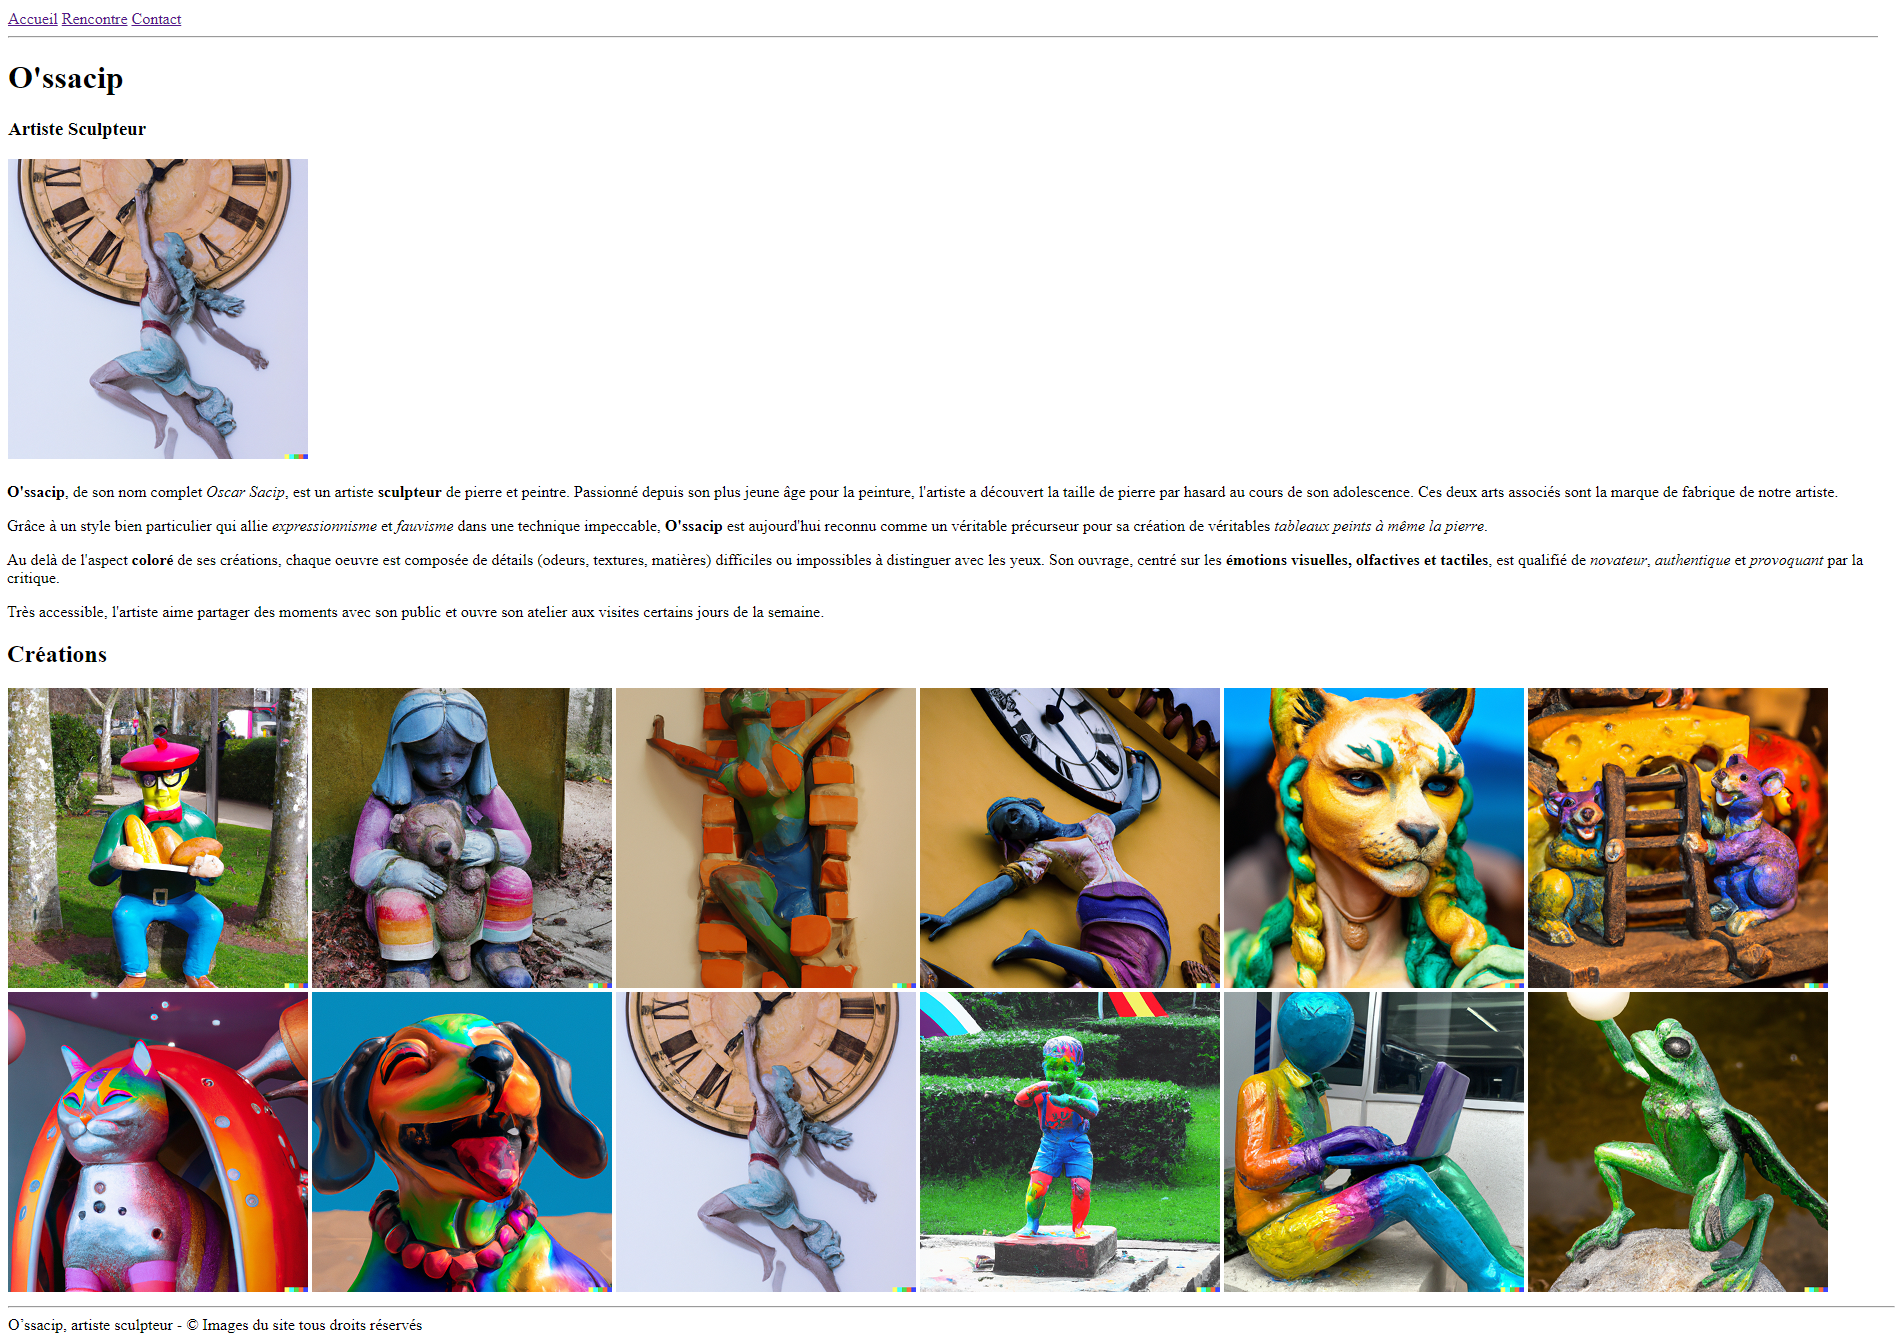 Accueil Rencontre Contact
O'ssacip
Artiste Sculpteur
O'ssacip, de son nom complet Oscar Sacip, est un artiste sculpteur de pierre et peintre. Passionné depuis son plus jeune âge pour la peinture, l'artiste a découvert la taille de pierre par hasard au cours de son adolescence. Ces deux arts associés sont la marque de fabrique de notre artiste.
Grâce à un style bien particulier qui allie expressionnisme et fauvisme dans une technique impeccable, O'ssacip est aujourd'hui reconnu comme un véritable précurseur pour sa création de véritables tableaux peints à même la pierre.
Au delà de l'aspect coloré de ses créations, chaque oeuvre est composée de détails (odeurs, textures, matières) difficiles ou impossibles à distinguer avec les yeux. Son ouvrage, centré sur les émotions visuelles, olfactives et tactiles, est qualifié de novateur, authentique et provoquant par la
critique.
Très accessible, l'artiste aime partager des moments avec son public et ouvre son atelier aux visites certains jours de la semaine.
Créations
O’ssacip, artiste sculpteur - © Images du site tous droits réservés